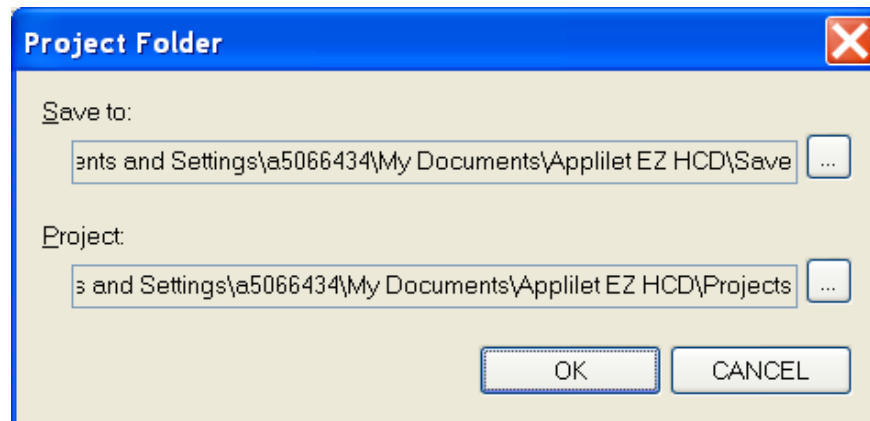 Project Folder
Save to:
ents and Settings\a5066434\My Documents\Applilet EZ HCD\Save
...
Project:
s and Settings\a5066434\My Documents\Applilet EZ HCD\Projects
...
OK CANCEL